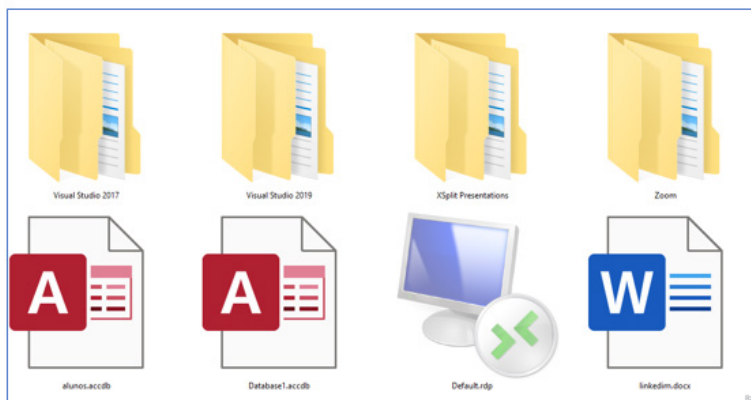 Visual Studio 2017
Visual Studio 2019
XSplit Presentations
Zoom
A
A
W
alunos.accdb
Database1.accdb
Default.rdp
linkedim.docx